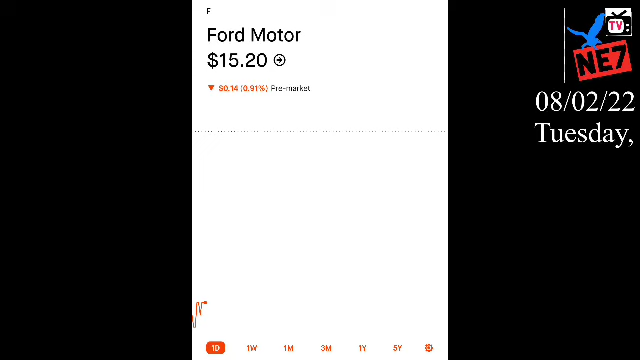 F
Ford Motor
$15.20
$0.14 (0.91%) Pre-market
1D 1W 1M 3M 1Y 5Y
TV
NE7
08/02/22
Tuesday,